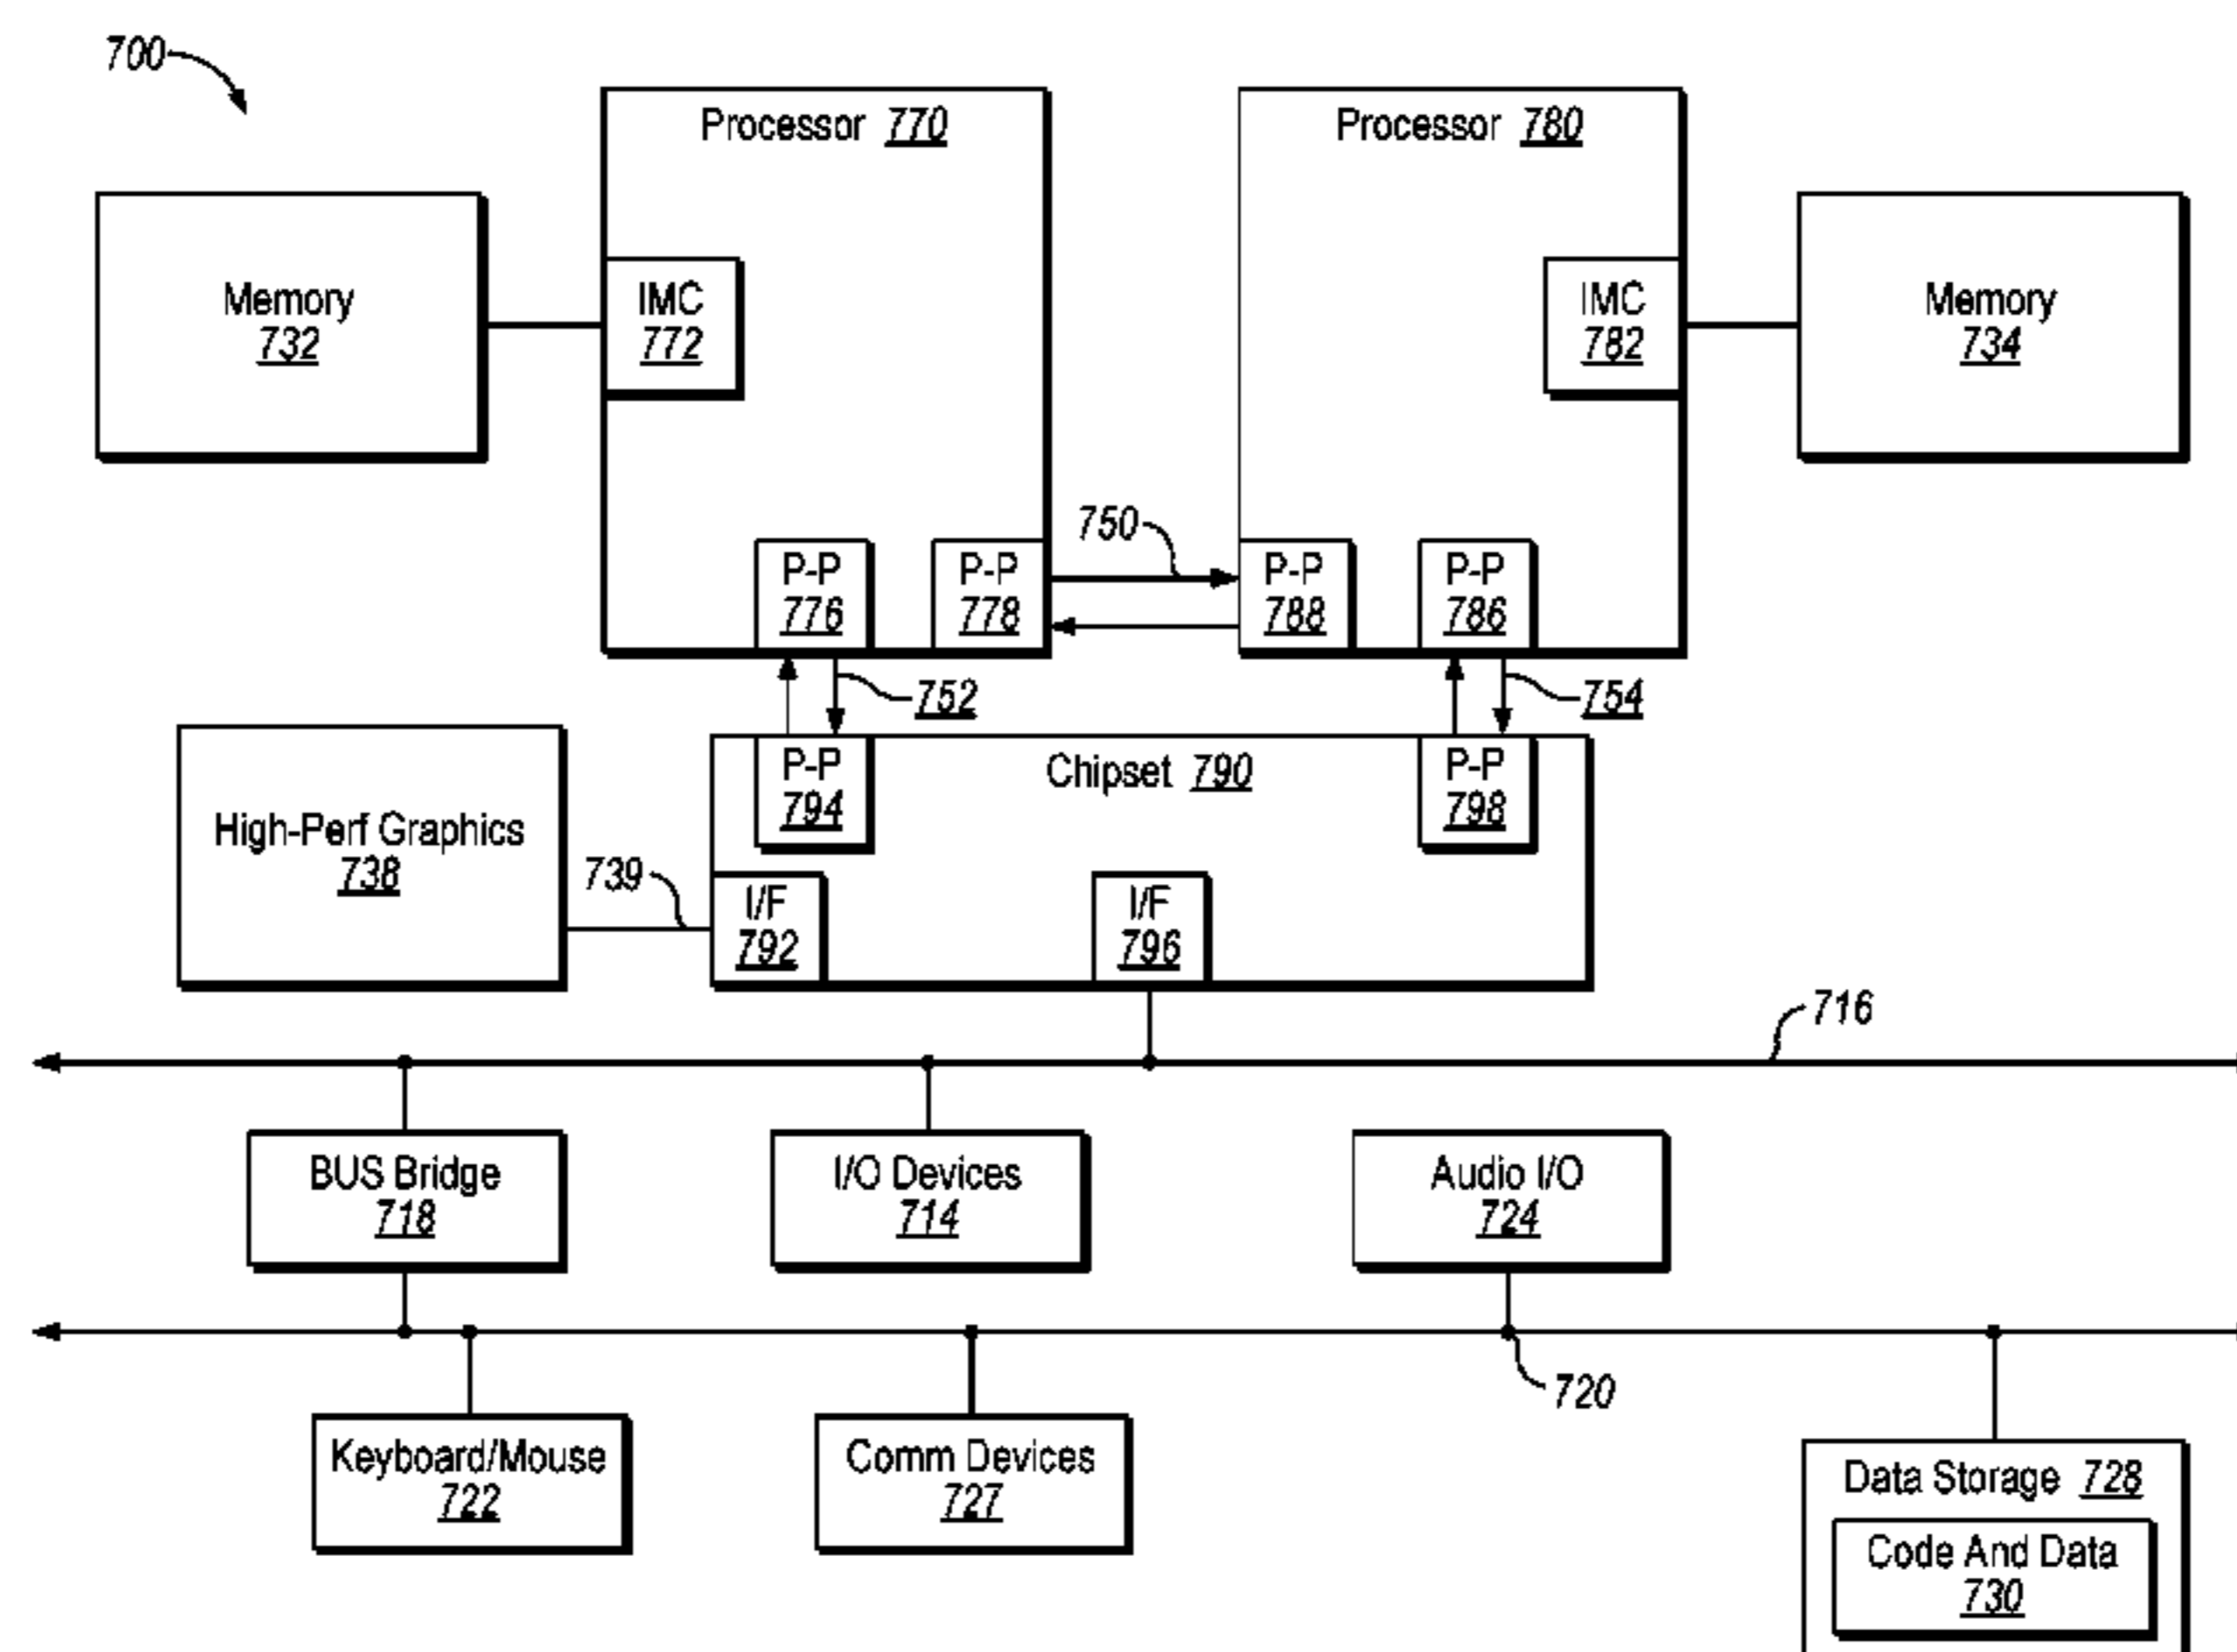 700
Processor 770
Processor 780
Memory
732
IMC
772
IMC
782
Memory
734
750
P-P
776
P-P
778
P-P
788
P-P
786
752
754
High-Perf Graphics
738
739
P-P
794
Chipset 790
P-P
798
I/F
792
I/F
796
716
BUS Bridge
718
I/O Devices
714
Audio I/O
724
720
Keyboard/Mouse
722
Comm Devices
727
Data Storage 728
Code And Data
730